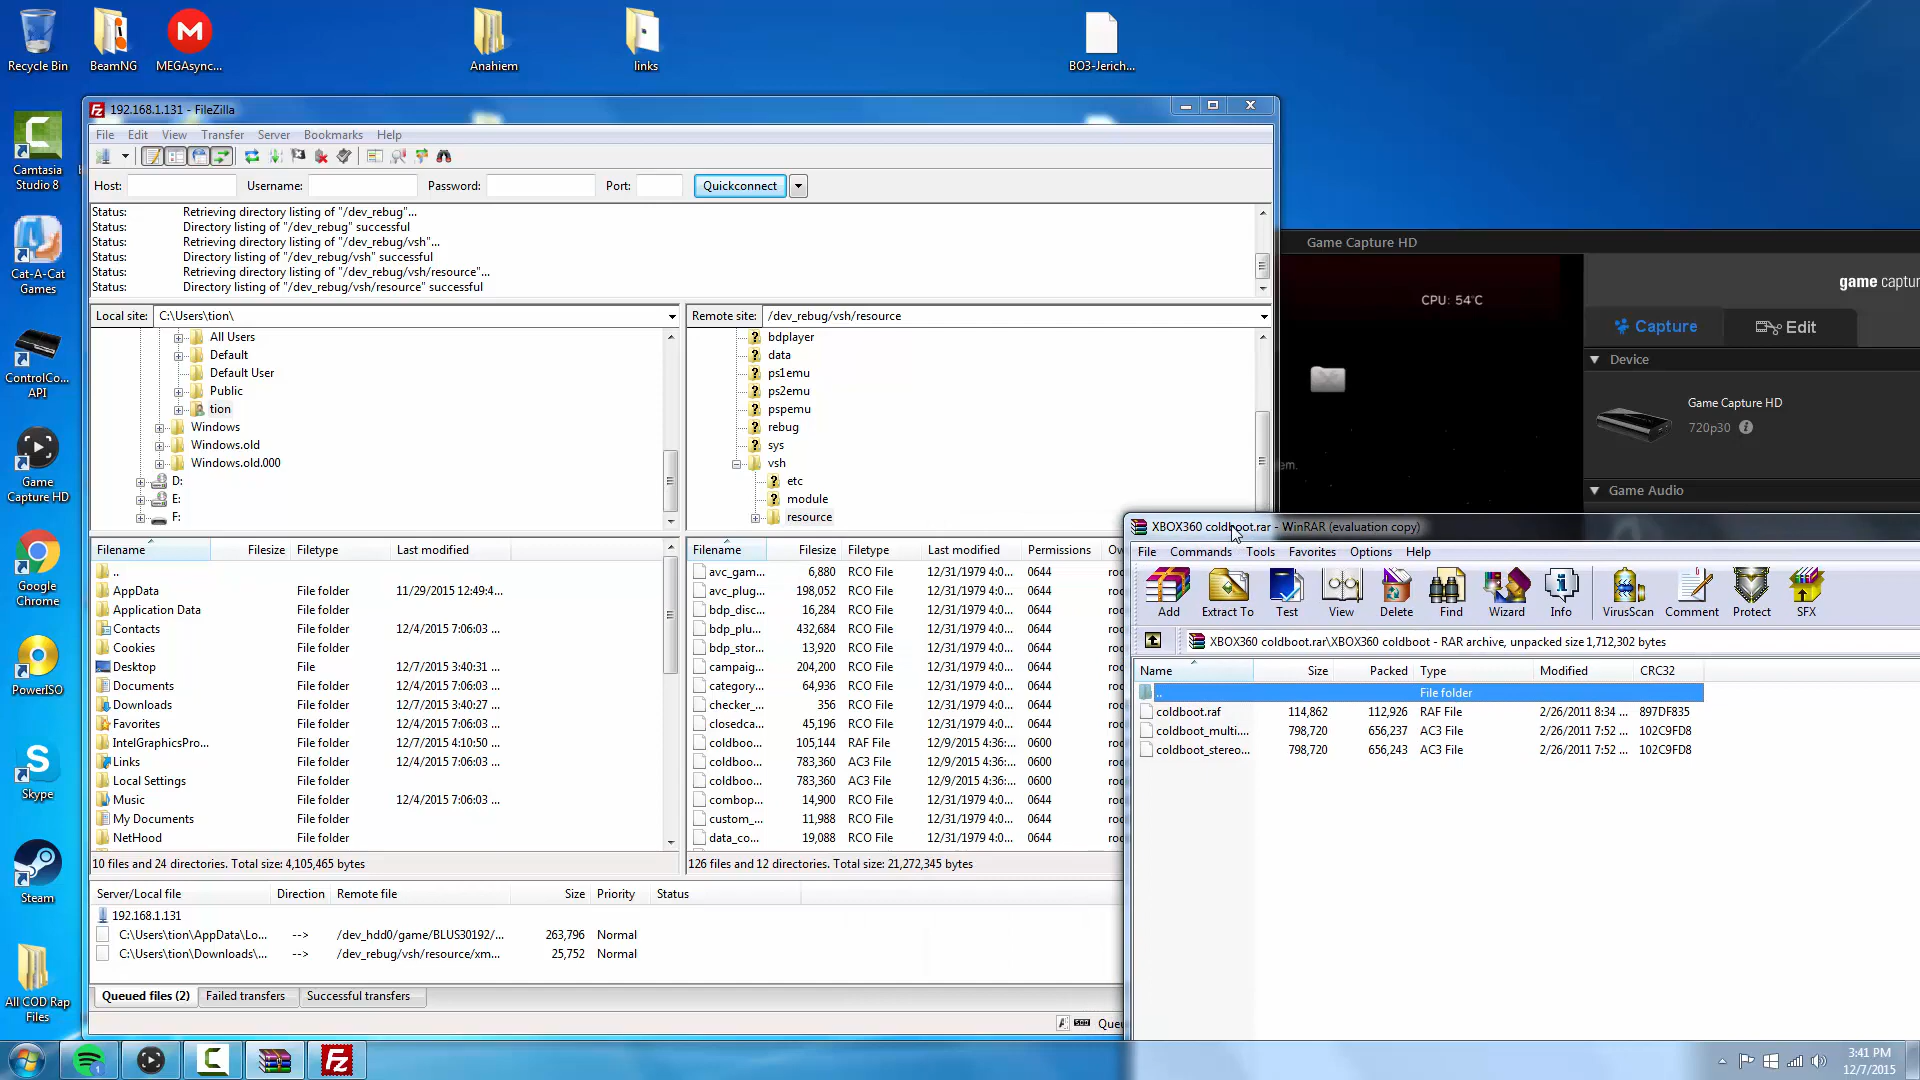 Recycle Bin
BeamNG
MEGAsync...
Anahiem
links
BO3-Jerich...
Camtasia Studio 8
Cat-A-Cat Games
ControlCo... API
Game Capture HD
Google Chrome
PowerISO
Skype
Steam
All COD Rap Files
192.168.1.131 - FileZilla
File Edit View Transfer Server Bookmarks Help
Host: Username: Password: Port: Quickconnect
Status: Retrieving directory listing of "/dev_rebug"...
Status: Directory listing of "/dev_rebug" successful
Status: Retrieving directory listing of "/dev_rebug/vsh"...
Status: Directory listing of "/dev_rebug/vsh" successful
Status: Retrieving directory listing of "/dev_rebug/vsh/resource"...
Status: Directory listing of "/dev_rebug/vsh/resource" successful
Local site: C:\Users\tion\
All Users
Default
Default User
Public
tion
Windows
Windows.old
Windows.old.000
D:
E:
F:
Remote site: /dev_rebug/vsh/resource
bdplayer
data
ps1emu
ps2emu
pspemu
rebug
sys
vsh
etc
module
resource
Filename Filesize Filetype Last modified
..
AppData File folder 11/29/2015 12:49:4...
Application Data File folder
Contacts File folder 12/4/2015 7:06:03 ...
Cookies File folder
Desktop File 12/7/2015 3:40:31 ...
Documents File folder 12/4/2015 7:06:03 ...
Downloads File folder 12/7/2015 3:40:27 ...
Favorites File folder 12/4/2015 7:06:03 ...
IntelGraphicsPro... File folder 12/7/2015 4:10:50 ...
Links File folder 12/4/2015 7:06:03 ...
Local Settings File folder
Music File folder 12/4/2015 7:06:03 ...
My Documents File folder
NetHood File folder
10 files and 24 directories. Total size: 4,105,465 bytes
Filename Filesize Filetype Last modified Permissions Ow
avc_gam... 6,880 RCO File 12/31/1979 4:0... 0644 roo
avc_plug... 198,052 RCO File 12/31/1979 4:0... 0644 roo
bdp_disc... 16,284 RCO File 12/31/1979 4:0... 0644 roo
bdp_plu... 432,684 RCO File 12/31/1979 4:0... 0644 roo
bdp_stor... 13,920 RCO File 12/31/1979 4:0... 0644 roo
campaig... 204,200 RCO File 12/31/1979 4:0... 0644 roo
category... 64,936 RCO File 12/31/1979 4:0... 0644 roo
checker_... 356 RCO File 12/31/1979 4:0... 0644 roo
closedca... 45,196 RCO File 12/31/1979 4:0... 0644 roo
coldboo... 105,144 RAF File 12/9/2015 4:36:... 0600 roo
coldboo... 783,360 AC3 File 12/9/2015 4:36:... 0600 roo
coldboo... 783,360 AC3 File 12/9/2015 4:36:... 0600 roo
combop... 14,900 RCO File 12/31/1979 4:0... 0644 roo
custom_... 11,988 RCO File 12/31/1979 4:0... 0644 roo
data_co... 19,088 RCO File 12/31/1979 4:0... 0644 roo
126 files and 12 directories. Total size: 21,272,345 bytes
Server/Local file Direction Remote file Size Priority Status
192.168.1.131
C:\Users\tion\AppData\Lo... --> /dev_hdd0/game/BLUS30192/... 263,796 Normal
C:\Users\tion\Downloads\... --> /dev_rebug/vsh/resource/xm... 25,752 Normal
Queued files (2) Failed transfers Successful transfers
Queu
Game Capture HD
game captur
CPU: 54°C
em.
Capture Edit
Device
Game Capture HD
720p30
Game Audio
XBOX360 coldboot.rar - WinRAR (evaluation copy)
File Commands Tools Favorites Options Help
Add Extract To Test View Delete Find Wizard Info VirusScan Comment Protect SFX
XBOX360 coldboot.rar\XBOX360 coldboot - RAR archive, unpacked size 1,712,302 bytes
Name Size Packed Type Modified CRC32
.. File folder
coldboot.raf 114,862 112,926 RAF File 2/26/2011 8:34 ... 897DF835
coldboot_multi.... 798,720 656,237 AC3 File 2/26/2011 7:52 ... 102C9FD8
coldboot_stereo... 798,720 656,243 AC3 File 2/26/2011 7:52 ... 102C9FD8
3:41 PM
12/7/2015